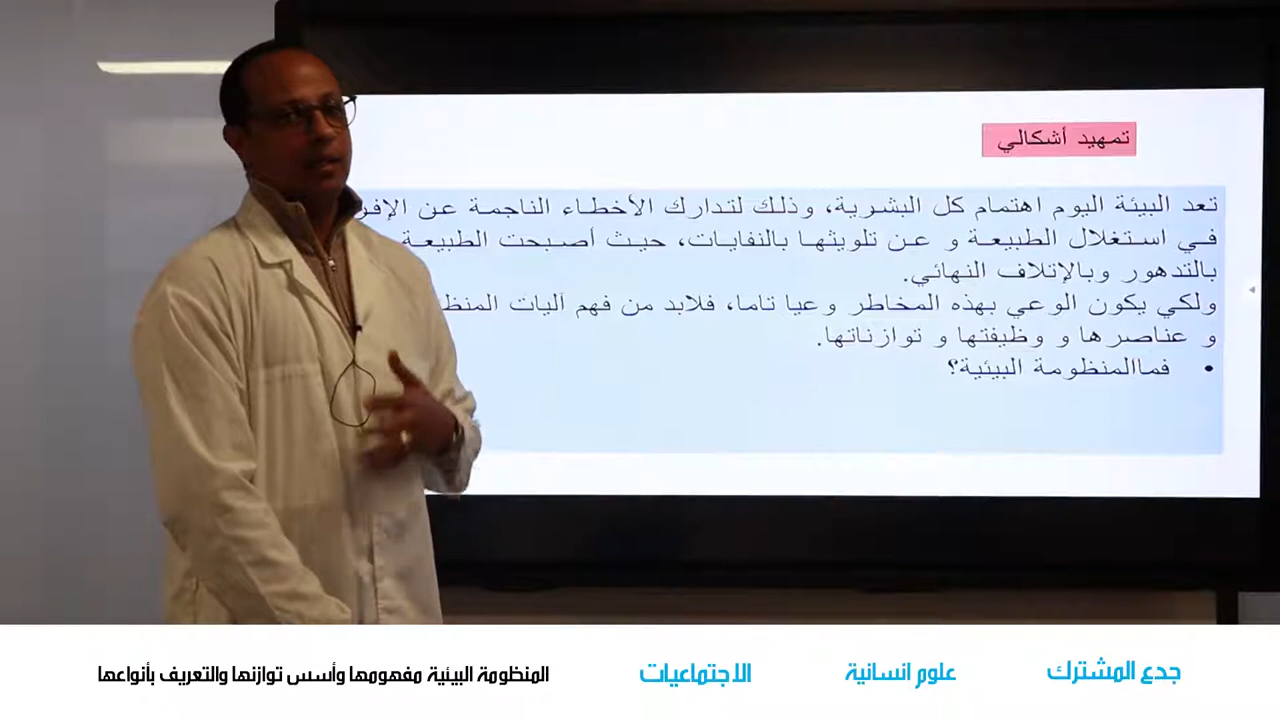 تمهيد أشكالي
تعد البيئة اليوم اهتمام كل البشرية، وذلك لتدارك الأخطاء الناجمة عن
في استغلال الطبيعة و عن تلويثها بالنفايات، حيث أصبحت الطبيعة
بالتدهور وبالإتلاف النهائي.
ولكي يكون الوعي بهذه المخاطر وعيا تاما، فلابد من فهم آليات
و عناصرها و وظيفتها و توازناتها.
• فماالمنظومة البيئية؟
جدع المشترك علوم انسانية الاجتماعيات المنظومة البيئية مفهومها وأسس توازنها والتعريف بأنواعها